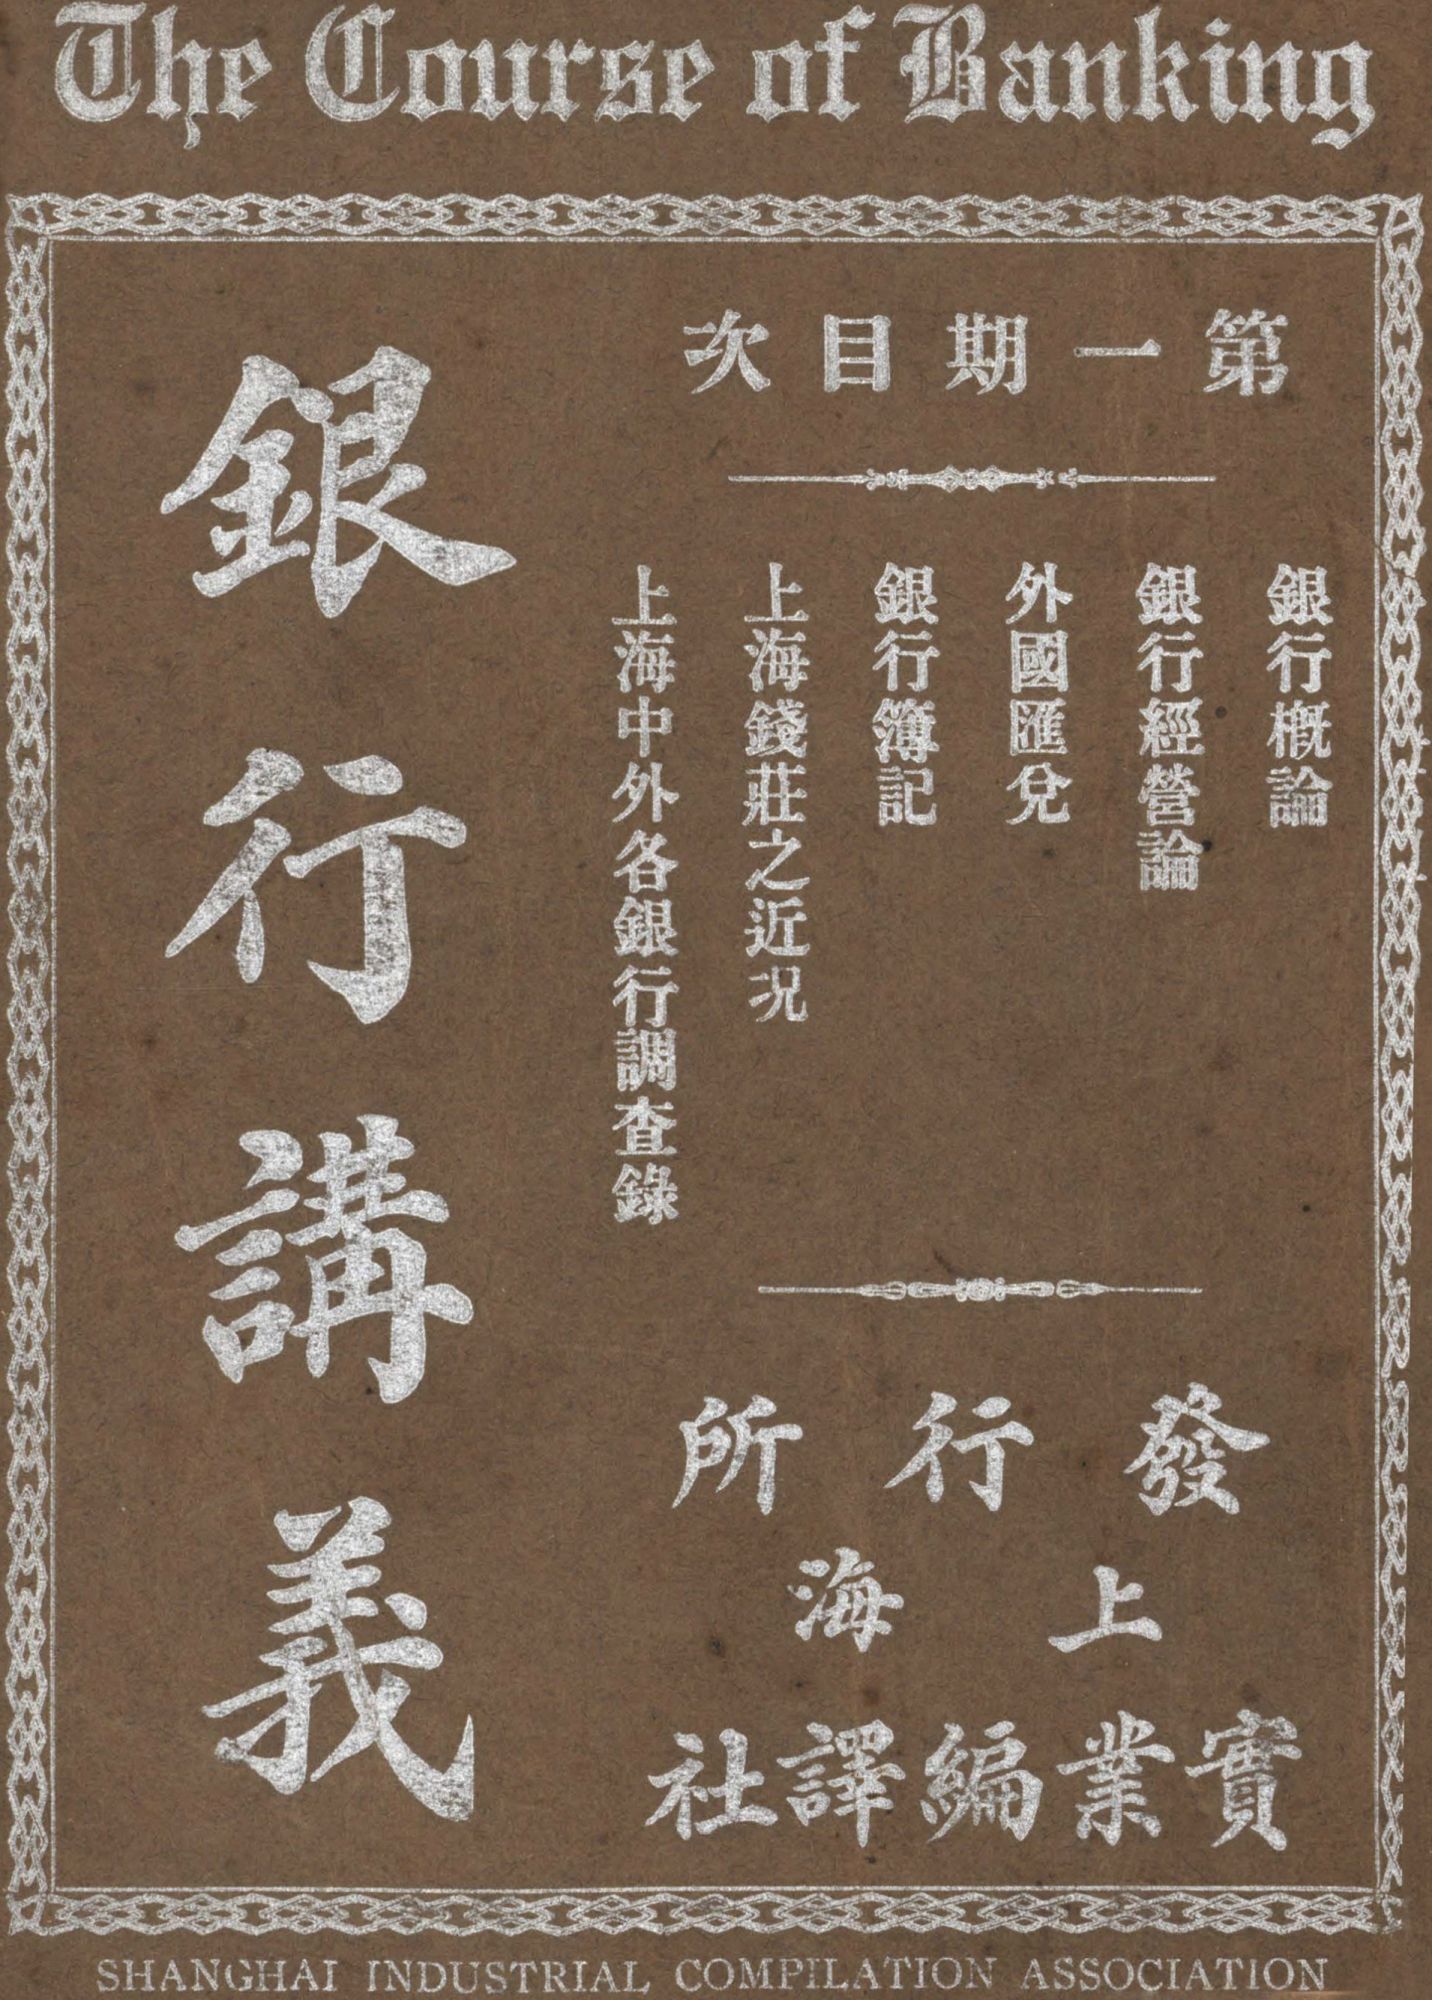 The Course of Banking
第一期目次
銀行概論
銀行經營論
外國匯兌
銀行簿記
上海錢莊之近況
上海中外各銀行調查錄
銀行講義
發行所
上海
實業編譯社
SHANGHAI INDUSTRIAL COMPILATION ASSOCIATION